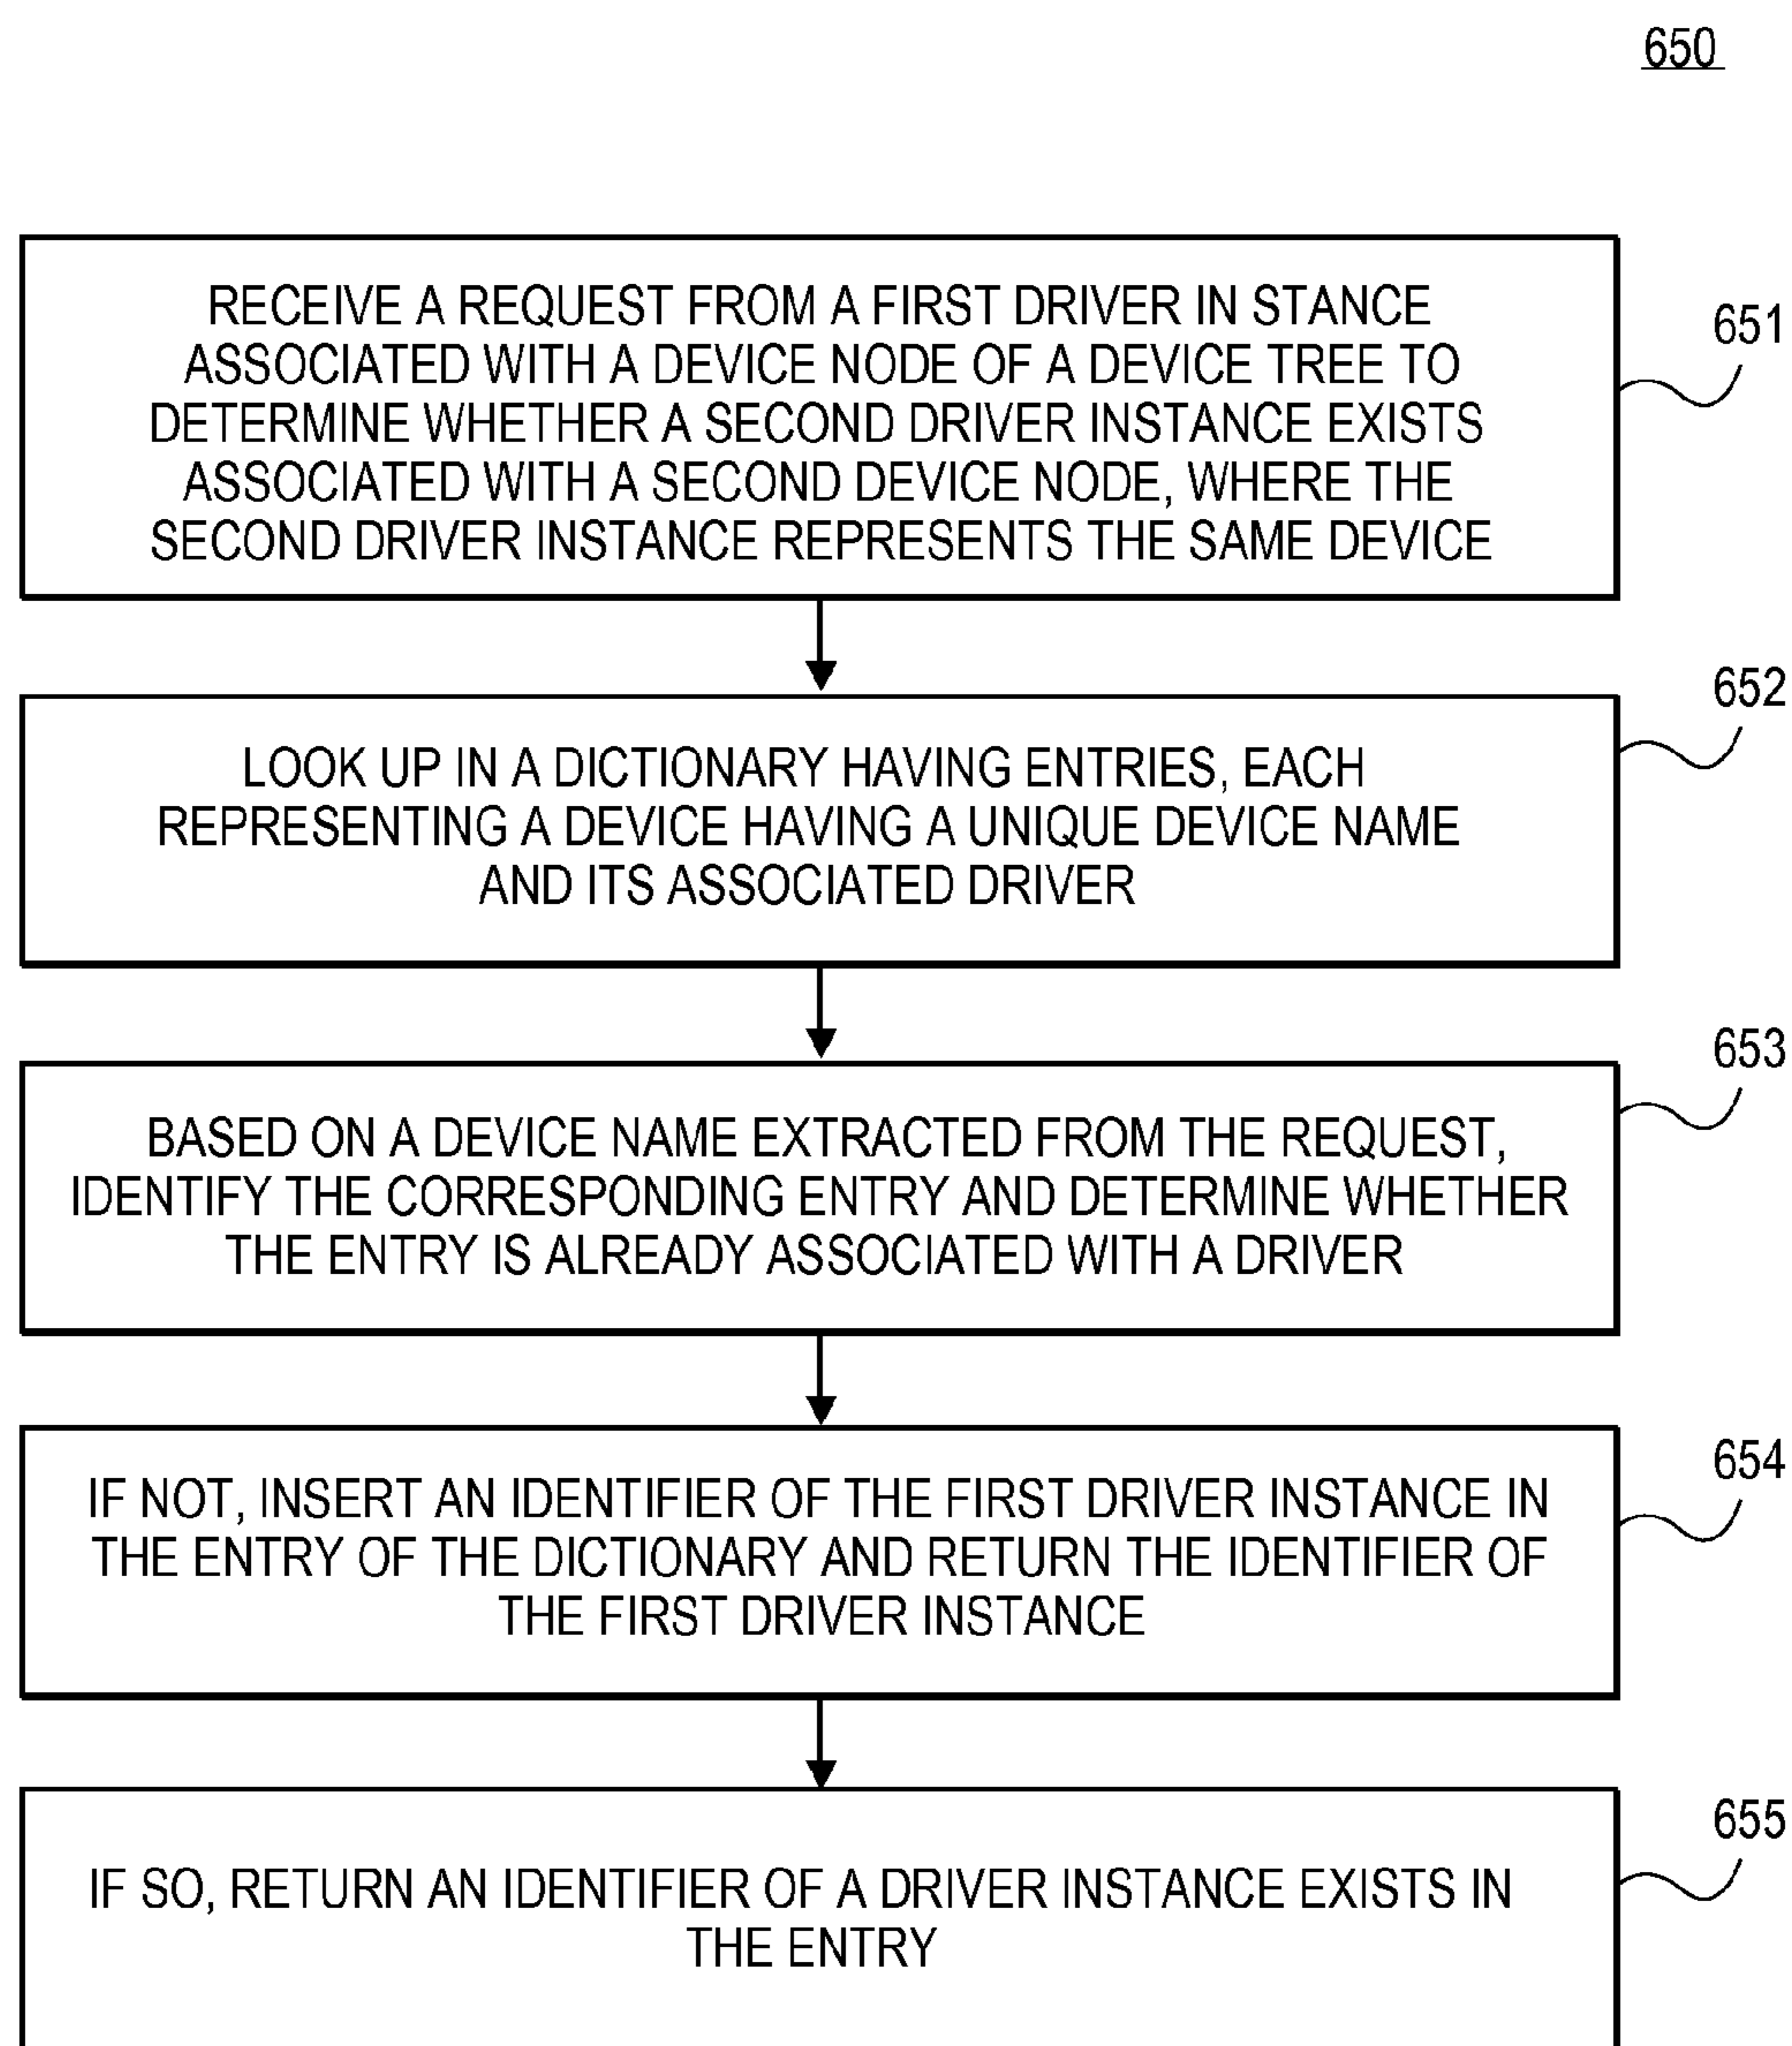 650
RECEIVE A REQUEST FROM A FIRST DRIVER IN STANCE
ASSOCIATED WITH A DEVICE NODE OF A DEVICE TREE TO
DETERMINE WHETHER A SECOND DRIVER INSTANCE EXISTS
ASSOCIATED WITH A SECOND DEVICE NODE, WHERE THE
SECOND DRIVER INSTANCE REPRESENTS THE SAME DEVICE
651
LOOK UP IN A DICTIONARY HAVING ENTRIES, EACH
REPRESENTING A DEVICE HAVING A UNIQUE DEVICE NAME
AND ITS ASSOCIATED DRIVER
652
BASED ON A DEVICE NAME EXTRACTED FROM THE REQUEST,
IDENTIFY THE CORRESPONDING ENTRY AND DETERMINE WHETHER
THE ENTRY IS ALREADY ASSOCIATED WITH A DRIVER
653
IF NOT, INSERT AN IDENTIFIER OF THE FIRST DRIVER INSTANCE IN
THE ENTRY OF THE DICTIONARY AND RETURN THE IDENTIFIER OF
THE FIRST DRIVER INSTANCE
654
IF SO, RETURN AN IDENTIFIER OF A DRIVER INSTANCE EXISTS IN
THE ENTRY
655